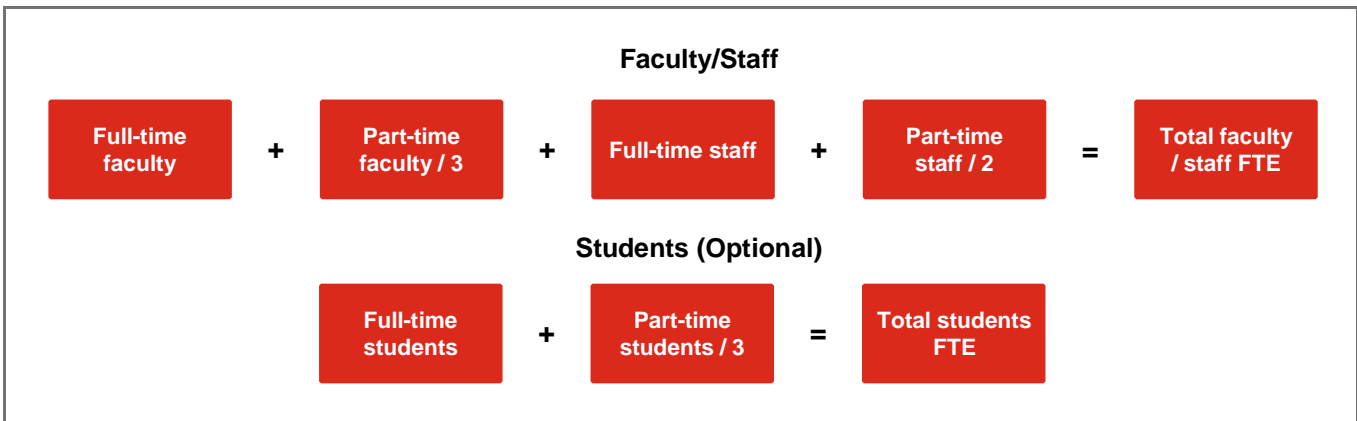 Faculty/Staff
Full-time
faculty
+
Part-time
faculty / 3
+
Full-time staff
+
Part-time
staff / 2
=
Total faculty
/ staff FTE
Students (Optional)
Full-time
students
+
Part-time
students / 3
=
Total students
FTE